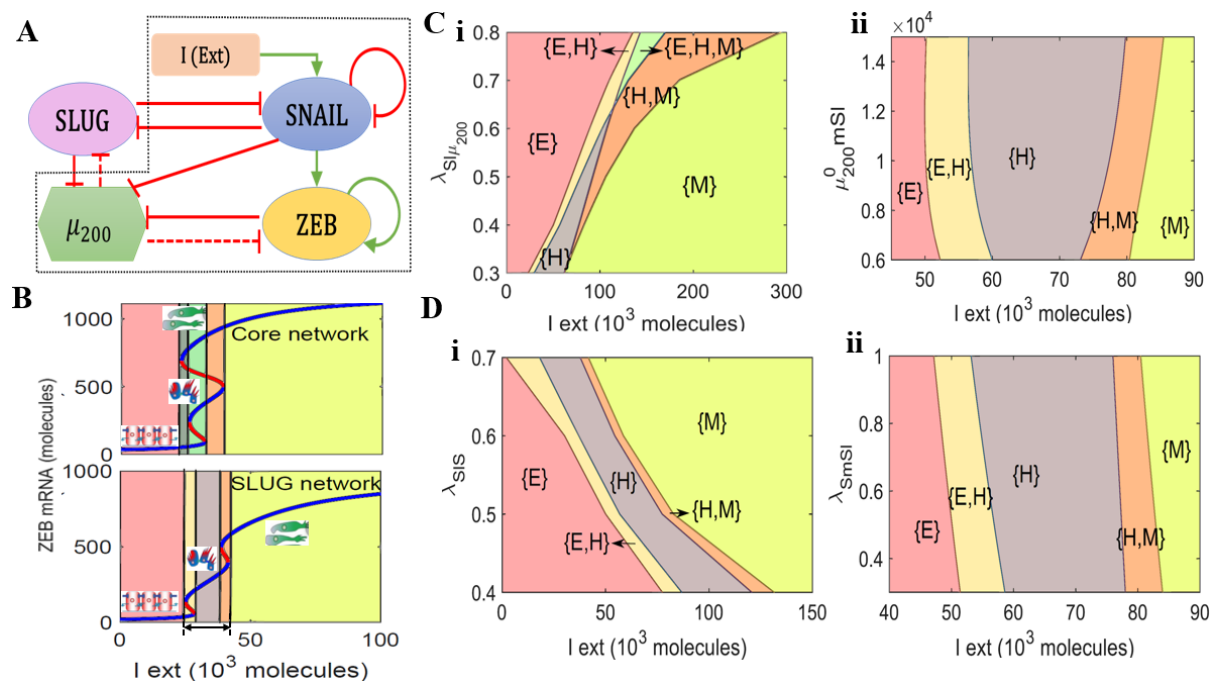 A
I (Ext)
SLUG
SNAIL
μ200
ZEB
B
ZEB mRNA (molecules)
1000
500
0
Core network
1000
500
0
SLUG network
0
50
100
I ext (10³ molecules)
C
i
λSlμ200
0.8
0.7
0.6
0.5
0.4
0.3
{E,H}
{E,H,M}
{H,M}
{E}
{M}
{H}
0
100
200
300
I ext (10³ molecules)
ii
×10⁴
μ⁰200mSl
1.4
1.2
1
0.8
0.6
{E}
{E,H}
{H}
{H,M}
{M}
50
60
70
80
90
I ext (10³ molecules)
D
i
λSlS
0.7
0.6
0.5
0.4
{E}
{H}
{M}
{H,M}
{E,H}
0
50
100
150
I ext (10³ molecules)
ii
λSmSl
1
0.8
0.6
0.4
{E}
{E,H}
{H}
{H,M}
{M}
40
50
60
70
80
90
I ext (10³ molecules)